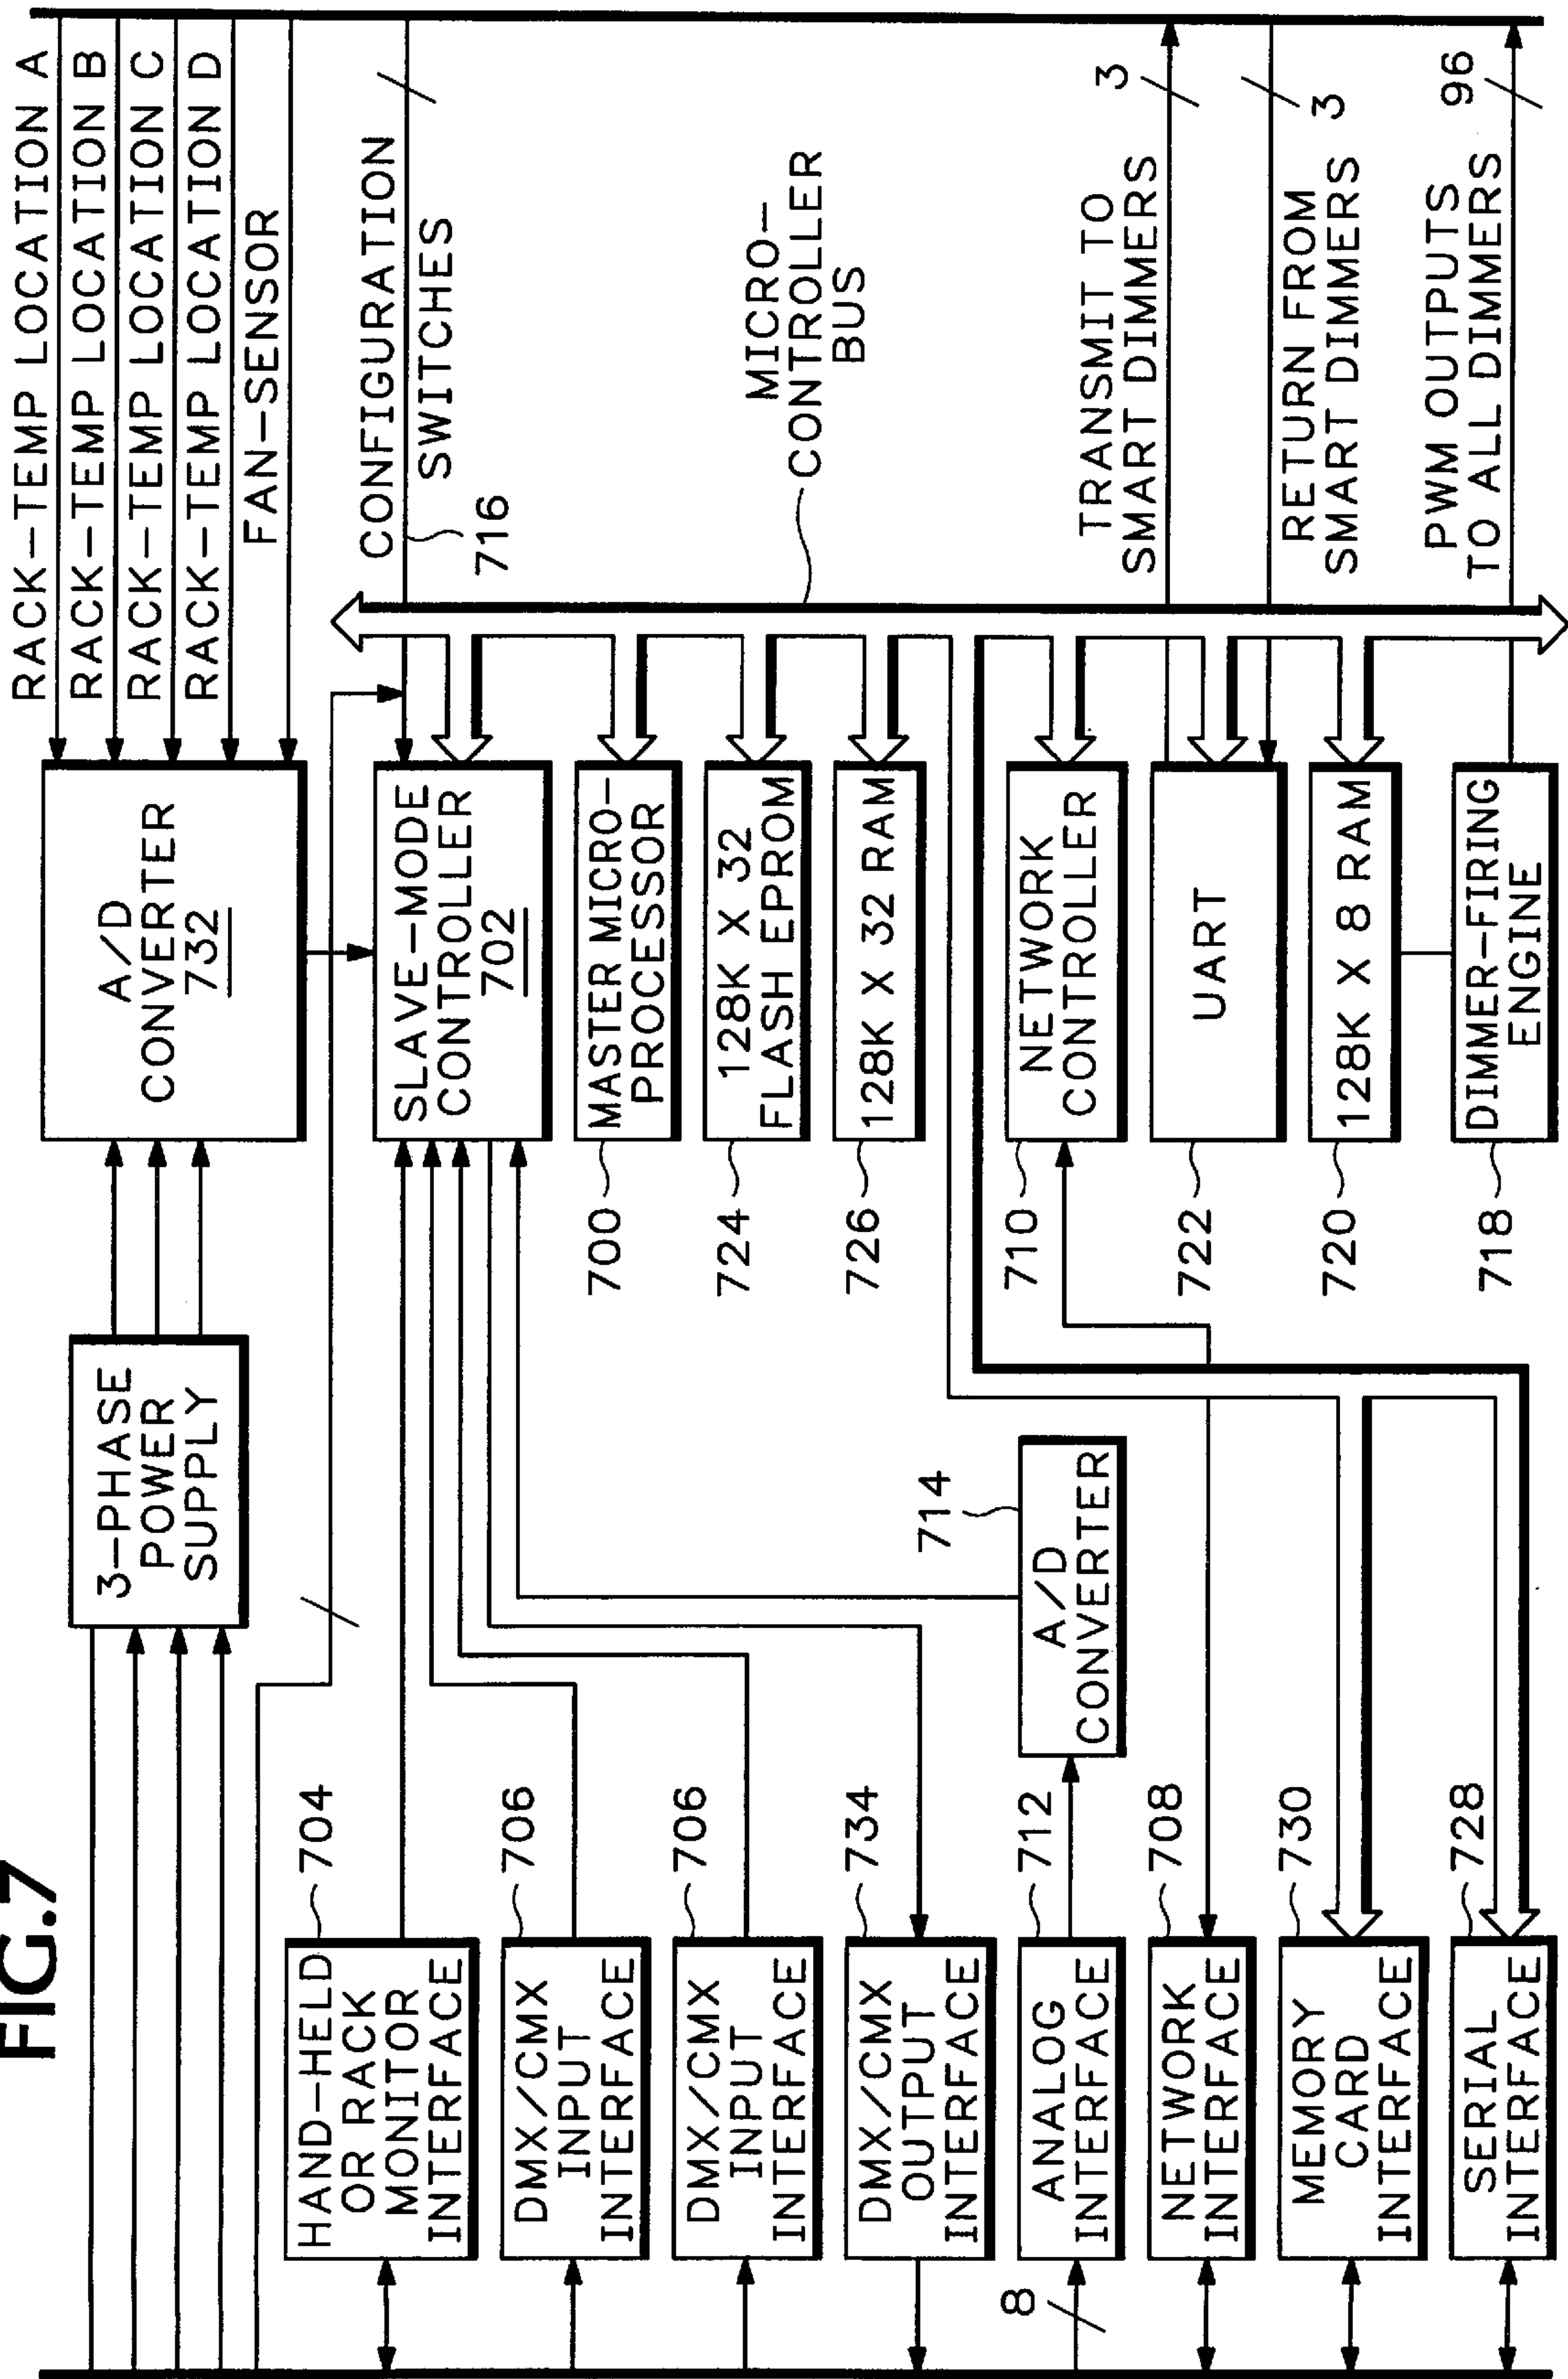 FIG.7
RACK-TEMP LOCATION A
RACK-TEMP LOCATION B
RACK-TEMP LOCATION C
RACK-TEMP LOCATION D
FAN-SENSOR
3-PHASE
POWER
SUPPLY
A/D
CONVERTER
732
CONFIGURATION
SWITCHES
716
HAND-HELD
OR RACK
MONITOR
INTERFACE
704
SLAVE-MODE
CONTROLLER
702
DMX/CMX
INPUT
INTERFACE
706
MASTER MICRO-
PROCESSOR
700
DMX/CMX
INPUT
INTERFACE
706
128K X 32
FLASH EPROM
724
MICRO-
CONTROLLER
BUS
DMX/CMX
OUTPUT
INTERFACE
734
128K X 32 RAM
726
8
ANALOG
INTERFACE
712
A/D
CONVERTER
714
NETWORK
CONTROLLER
710
TRANSMIT TO
SMART DIMMERS
3
NETWORK
INTERFACE
708
UART
722
RETURN FROM
SMART DIMMERS
3
MEMORY
CARD
INTERFACE
730
128K X 8 RAM
720
SERIAL
INTERFACE
728
DIMMER-FIRING
ENGINE
718
PWM OUTPUTS
TO ALL DIMMERS
96